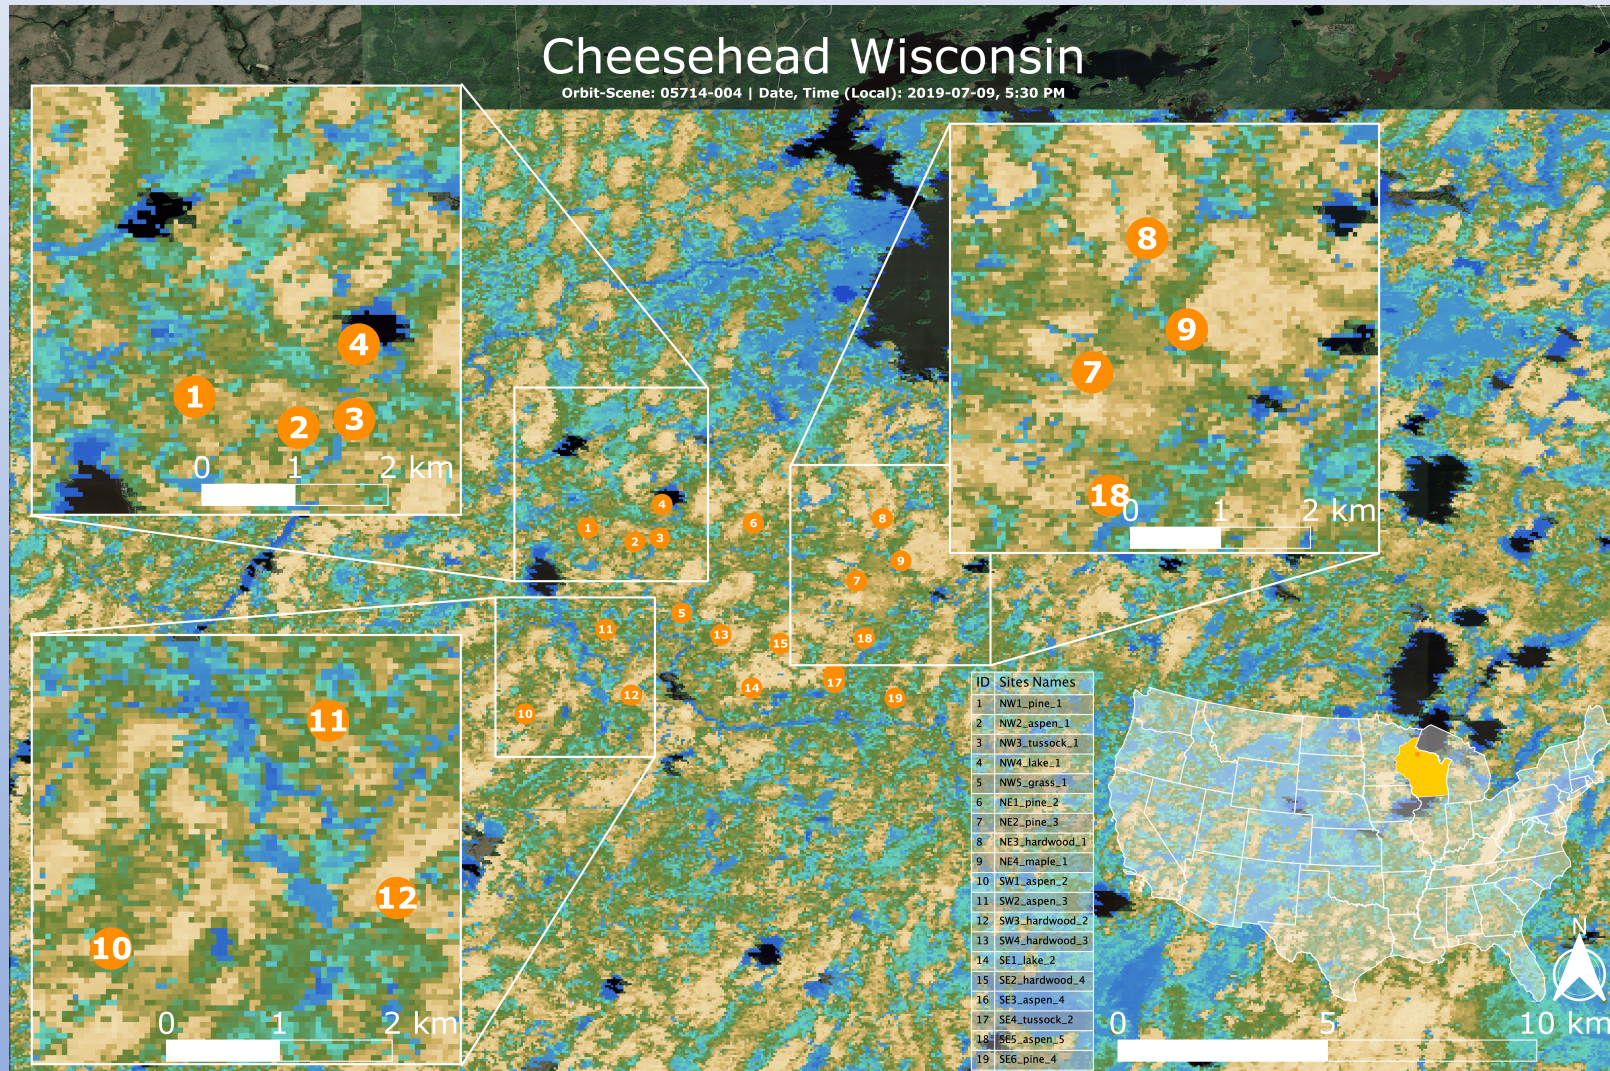 Cheesehead Wisconsin
Orbit-Scene: 05714-004 | Date, Time (Local): 2019-07-09, 5:30 PM
4
1
2
3
0 1 2 km
8
9
7
18
0 1 2 km
11
12
10
0 1 2 km
4
1
2
3
6
8
9
7
5
11
13
15
18
12
14
17
10
19
ID Sites Names
1 NW1_pine_1
2 NW2_aspen_1
3 NW3_tussock_1
4 NW4_lake_1
5 NW5_grass_1
6 NE1_pine_2
7 NE2_pine_3
8 NE3_hardwood_1
9 NE4_maple_1
10 SW1_aspen_2
11 SW2_aspen_3
12 SW3_hardwood_2
13 SW4_hardwood_3
14 SE1_lake_2
15 SE2_hardwood_4
16 SE3_aspen_4
17 SE4_tussock_2
18 SE5_aspen_5
19 SE6_pine_4
N
0 5 10 km